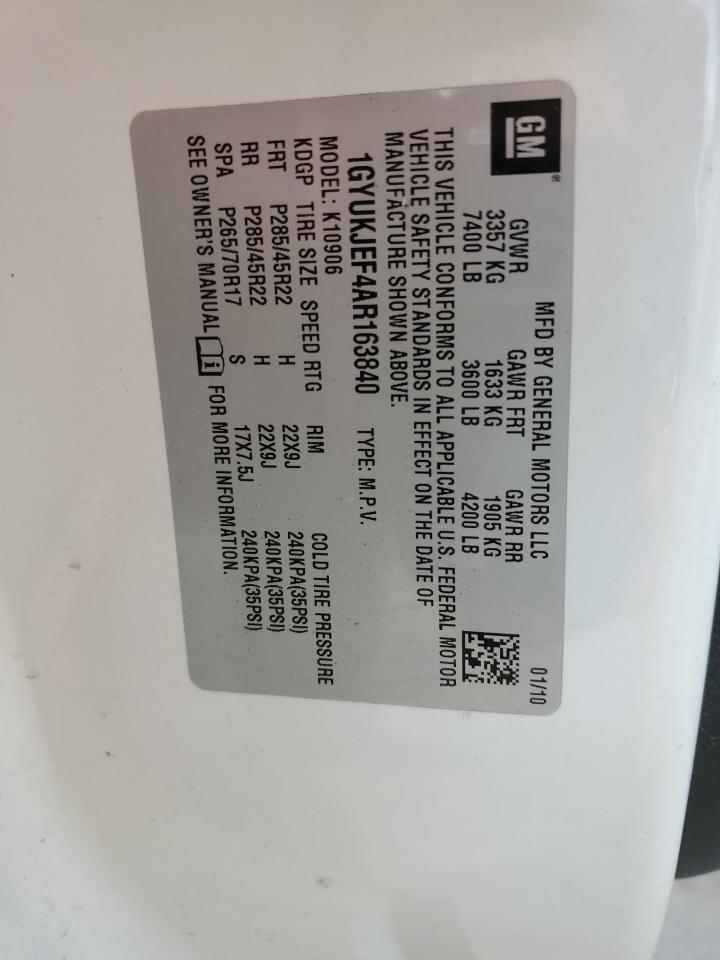 GM®
MFD BY GENERAL MOTORS LLC 01/10
GVWR GAWR FRT GAWR RR
3357 KG 1633 KG 1905 KG
7400 LB 3600 LB 4200 LB
THIS VEHICLE CONFORMS TO ALL APPLICABLE U.S. FEDERAL MOTOR
VEHICLE SAFETY STANDARDS IN EFFECT ON THE DATE OF
MANUFACTURE SHOWN ABOVE.
1GYUKJEF4AR163840 TYPE: M.P.V.
MODEL: K10906
KDGP TIRE SIZE SPEED RTG RIM COLD TIRE PRESSURE
FRT P285/45R22 H 22X9J 240KPA(35PSI)
RR P285/45R22 H 22X9J 240KPA(35PSI)
SPA P265/70R17 S 17X7.5J 240KPA(35PSI)
SEE OWNER'S MANUAL i FOR MORE INFORMATION.